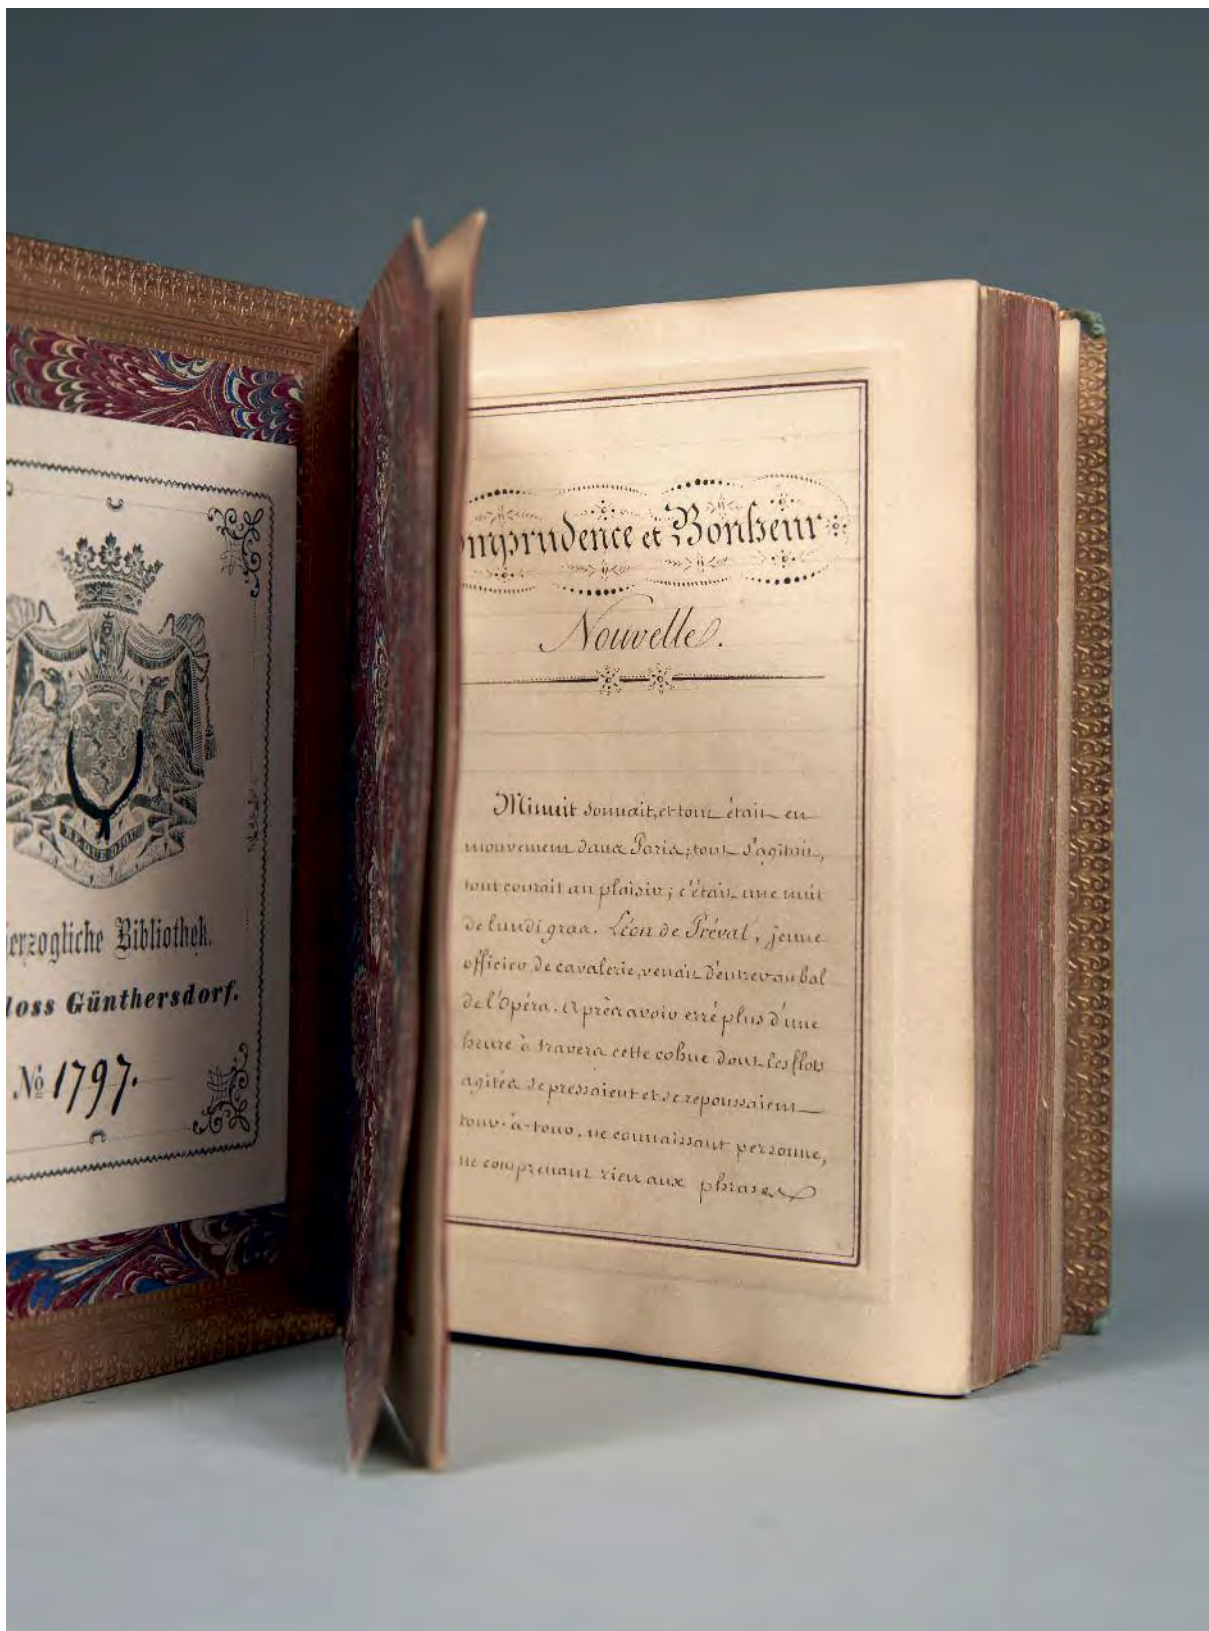 AEQUE DIQU
erzogliche Bibliothek.
loss Günthersdorf.
No 1797.
mprudence et Bonheur
Nouvelle.
Minuit sonnait, et tout était en
mouvement dans Paris; tout s'agitait,
tout courait au plaisir; c'était une nuit
de lundi gras. Léon de Préval, jeune
officier de cavalerie, venait d'entrer au bal
de l'Opéra. Après avoir erré plus d'une
heure à travers cette cohue dont les flots
agités se pressaient et se repoussaient
tour-à-tour, ne connaissant personne,
ne comprenant rien aux phrases